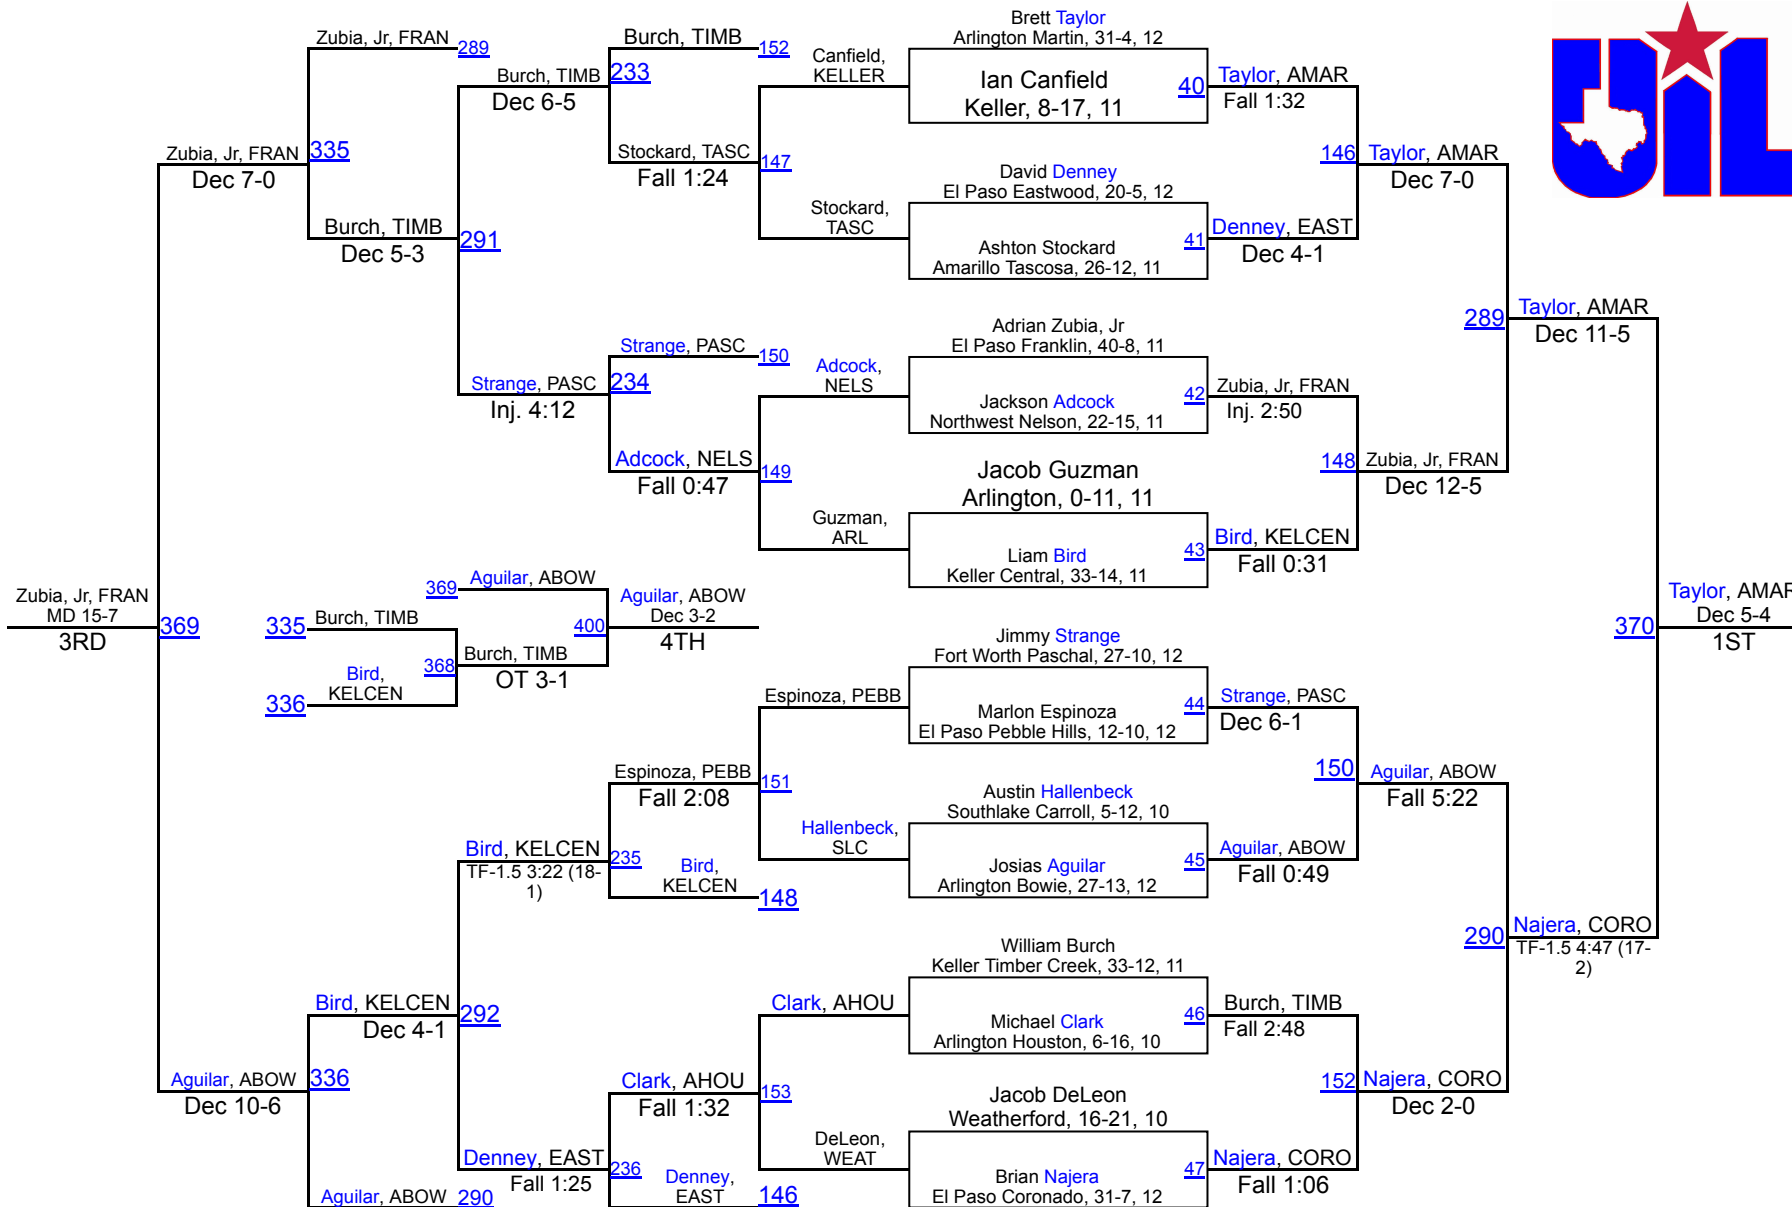 Zubia, Jr, FRAN
289
Burch, TIMB
Dec 6-5
233
Burch, TIMB
152
Canfield,
KELLER
Brett Taylor
Arlington Martin, 31-4, 12
Ian Canfield
Keller, 8-17, 11
40
Taylor, AMAR
Fall 1:32
UIL
Zubia, Jr, FRAN
Dec 7-0
335
Stockard, TASC
Fall 1:24
147
David Denney
El Paso Eastwood, 20-5, 12
146
Taylor, AMAR
Dec 7-0
Burch, TIMB
Dec 5-3
291
Stockard,
TASC
Ashton Stockard
Amarillo Tascosa, 26-12, 11
41
Denney, EAST
Dec 4-1
289
Taylor, AMAR
Dec 11-5
Strange, PASC
150
Strange, PASC
Inj. 4:12
234
Adcock,
NELS
Adrian Zubia, Jr
El Paso Franklin, 40-8, 11
Jackson Adcock
Northwest Nelson, 22-15, 11
42
Zubia, Jr, FRAN
Inj. 2:50
Adcock, NELS
Fall 0:47
149
Jacob Guzman
Arlington, 0-11, 11
148
Zubia, Jr, FRAN
Dec 12-5
Guzman,
ARL
Liam Bird
Keller Central, 33-14, 11
43
Bird, KELCEN
Fall 0:31
Zubia, Jr, FRAN
MD 15-7
3RD
369
369
Aguilar, ABOW
335
Burch, TIMB
400
Aguilar, ABOW
Dec 3-2
4TH
336
Bird,
KELCEN
368
Burch, TIMB
OT 3-1
370
Taylor, AMAR
Dec 5-4
1ST
Espinoza, PEBB
Jimmy Strange
Fort Worth Paschal, 27-10, 12
Marlon Espinoza
El Paso Pebble Hills, 12-10, 12
44
Strange, PASC
Dec 6-1
Espinoza, PEBB
Fall 2:08
151
Austin Hallenbeck
Southlake Carroll, 5-12, 10
150
Aguilar, ABOW
Fall 5:22
Bird, KELCEN
TF-1.5 3:22 (18-
1)
235
Bird,
KELCEN
148
Hallenbeck,
SLC
Josias Aguilar
Arlington Bowie, 27-13, 12
45
Aguilar, ABOW
Fall 0:49
290
Najera, CORO
TF-1.5 4:47 (17-
2)
Bird, KELCEN
Dec 4-1
292
Clark, AHOU
William Burch
Keller Timber Creek, 33-12, 11
Michael Clark
Arlington Houston, 6-16, 10
46
Burch, TIMB
Fall 2:48
Aguilar, ABOW
Dec 10-6
336
Clark, AHOU
Fall 1:32
153
Jacob DeLeon
Weatherford, 16-21, 10
152
Najera, CORO
Dec 2-0
Denney, EAST
Fall 1:25
236
Denney,
EAST
146
DeLeon,
WEAT
Brian Najera
El Paso Coronado, 31-7, 12
47
Najera, CORO
Fall 1:06
Aguilar, ABOW
290